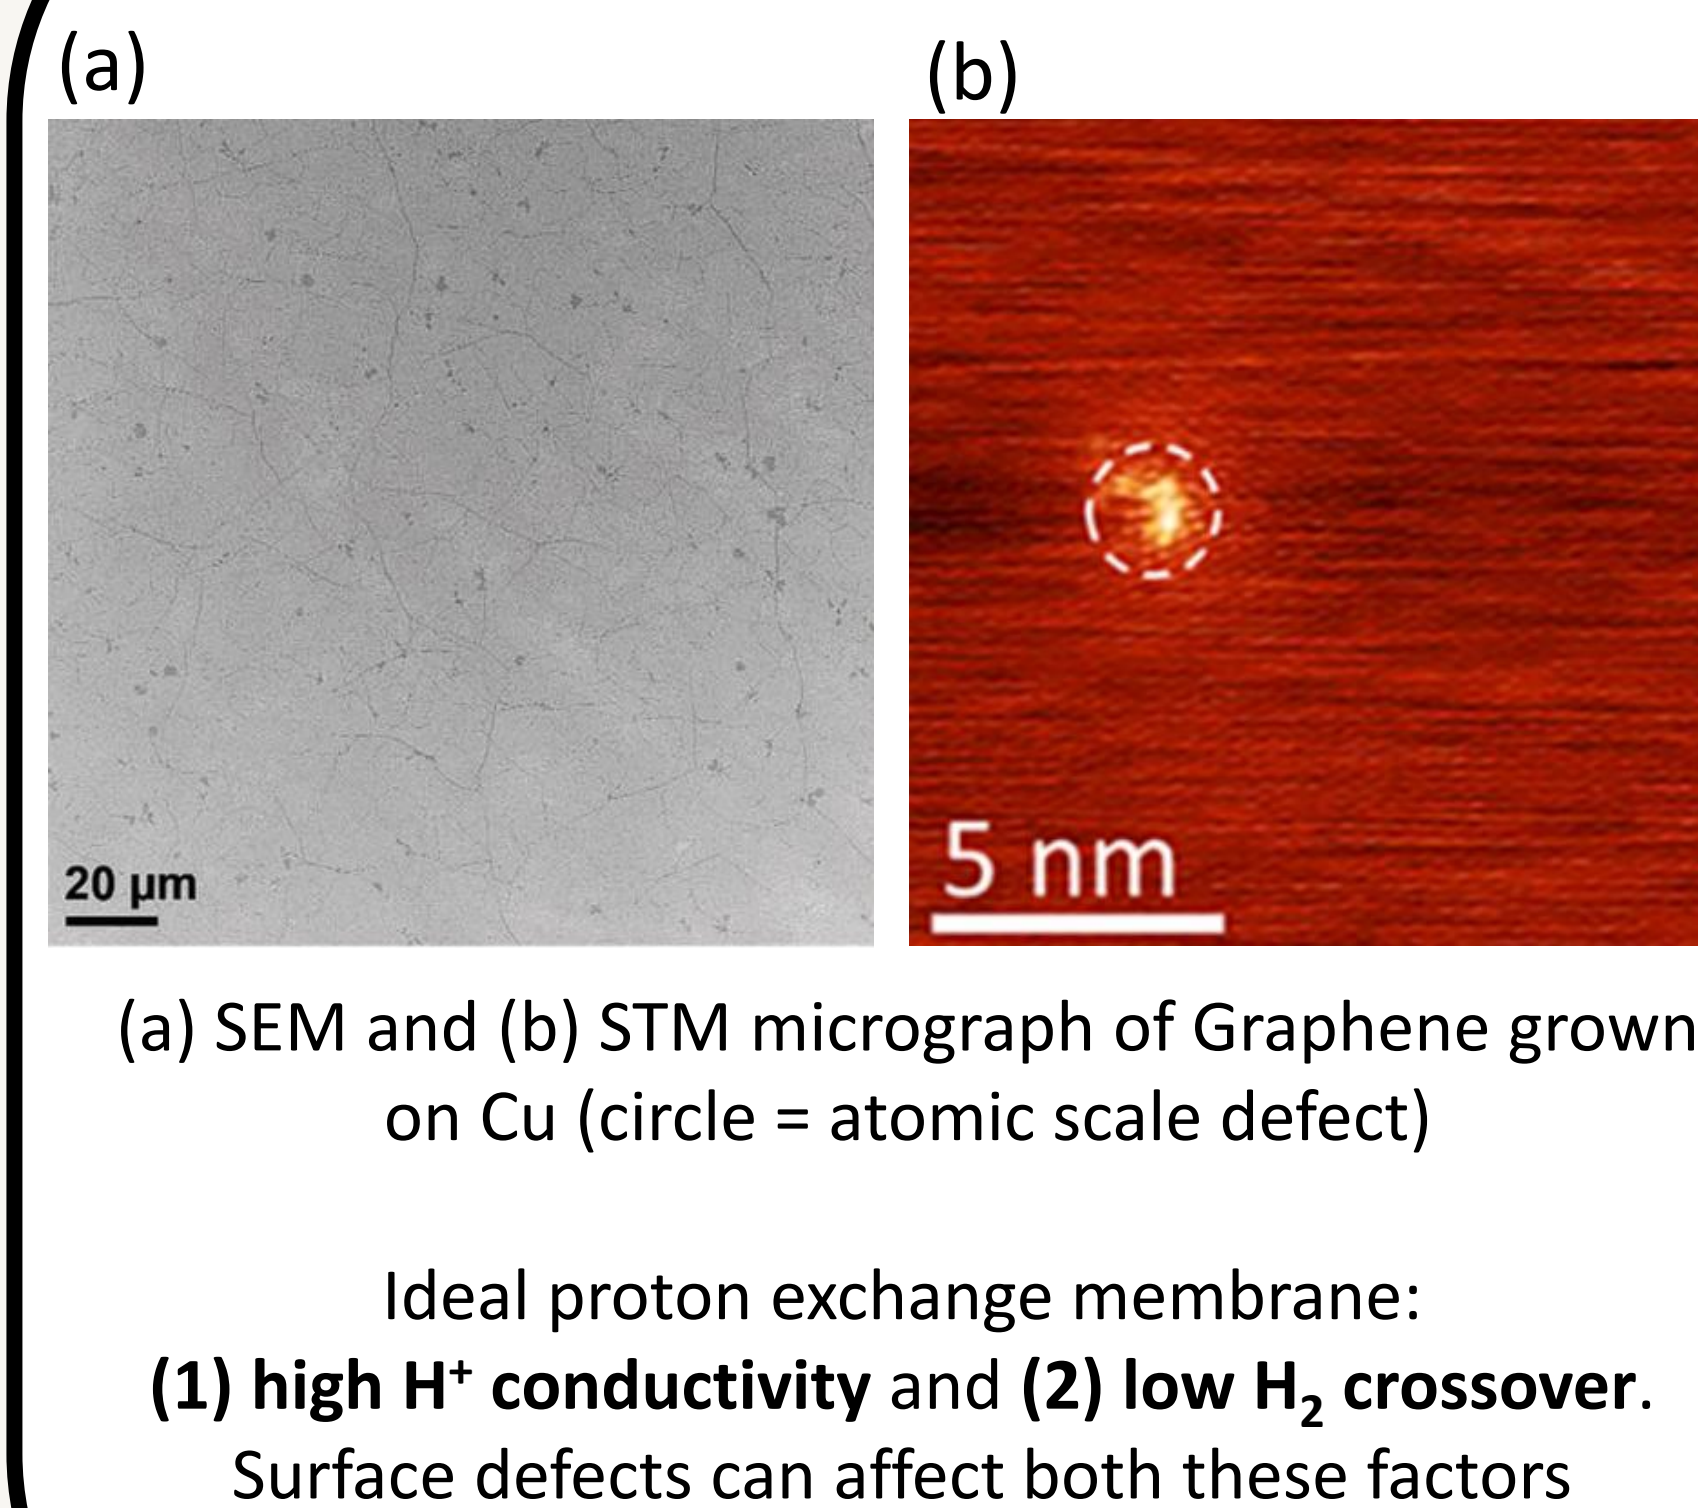 (a)
(b)
20 µm
5 nm
(a) SEM and (b) STM micrograph of Graphene grown
on Cu (circle = atomic scale defect)
Ideal proton exchange membrane:
(1) high H⁺ conductivity and (2) low H₂ crossover.
Surface defects can affect both these factors